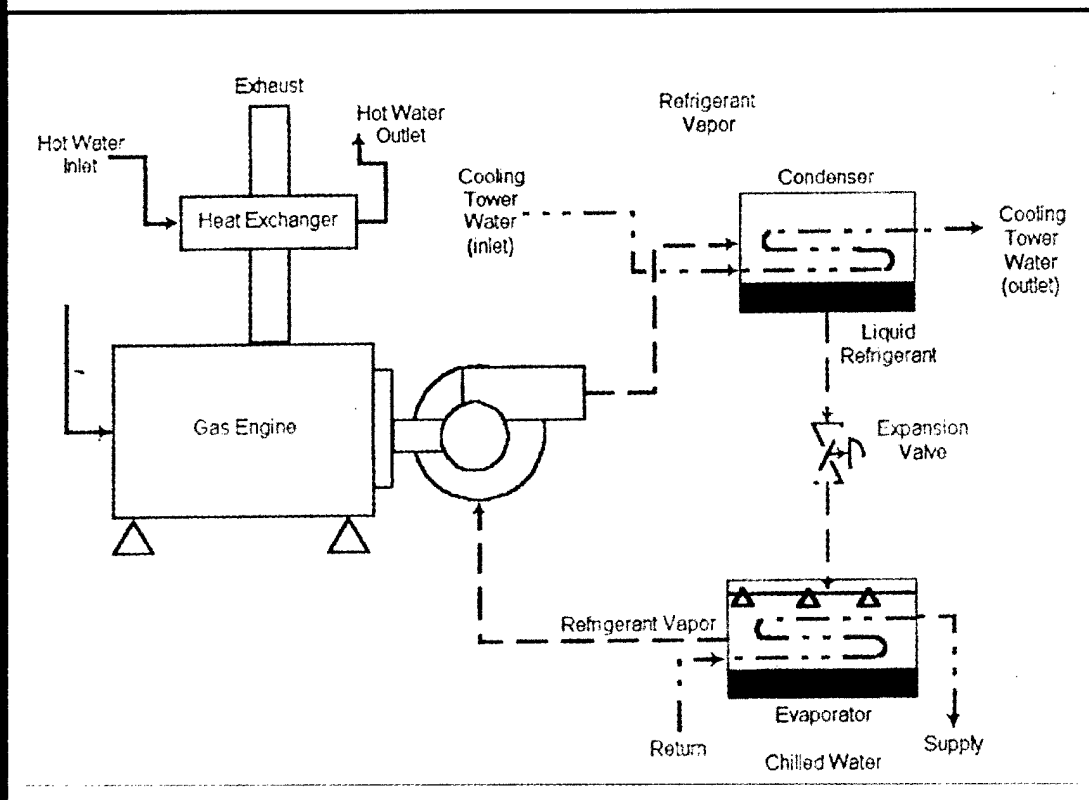 Exhaust
Hot Water
Inlet
Hot Water
Outlet
Heat Exchanger
Gas Engine
Cooling
Tower
Water
(inlet)
Refrigerant
Vapor
Condenser
Cooling
Tower
Water
(outlet)
Liquid
Refrigerant
Expansion
Valve
Refrigerant Vapor
Evaporator
Return
Supply
Chilled Water